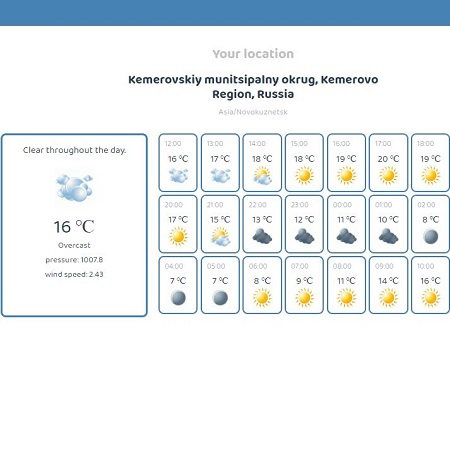 Your location
Kemerovskiy munitsipalny okrug, Kemerovo
Region, Russia
Asia/Novokuznetsk
Clear throughout the day.
16 °C
Overcast
pressure: 1007.8
wind speed: 2.43
12:00 13:00 14:00 15:00 16:00 17:00 18:00
16 °C 17 °C 18 °C 18 °C 19 °C 20 °C 19 °C
20:00 21:00 22:00 23:00 00:00 01:00 02:00
17 °C 15 °C 13 °C 12 °C 11 °C 10 °C 8 °C
04:00 05:00 06:00 07:00 08:00 09:00 10:00
7 °C 7 °C 8 °C 9 °C 11 °C 14 °C 16 °C